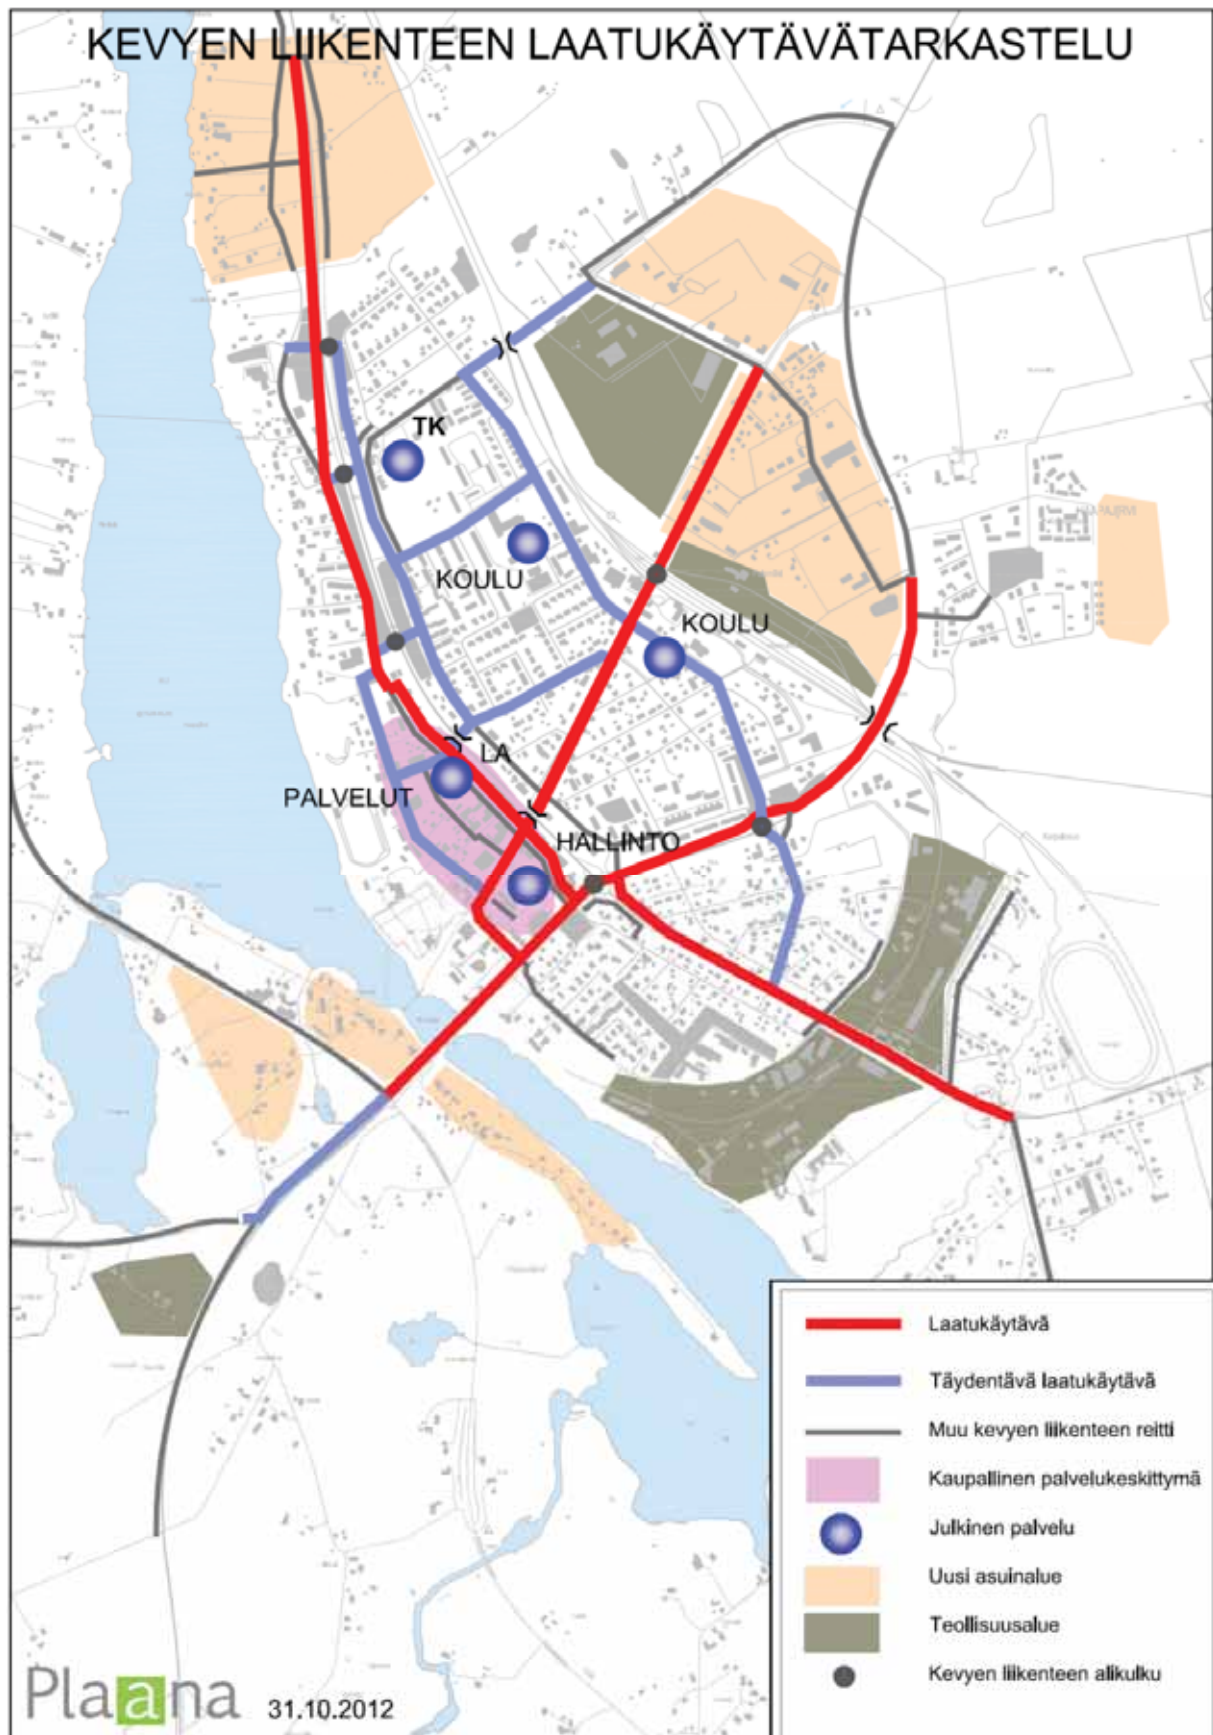 KEVYEN LIIKENTEEN LAATUKÄYTÄVÄTARKASTELU
TK
KOULU
KOULU
LA
PALVELUT
HALLINTO
Laatukäytävä
Täydentävä laatukäytävä
Muu kevyen liikenteen reitti
Kaupallinen palvelukeskittymä
Julkinen palvelu
Uusi asuinalue
Teollisuusalue
Kevyen liikenteen alikulku
Plaana 31.10.2012